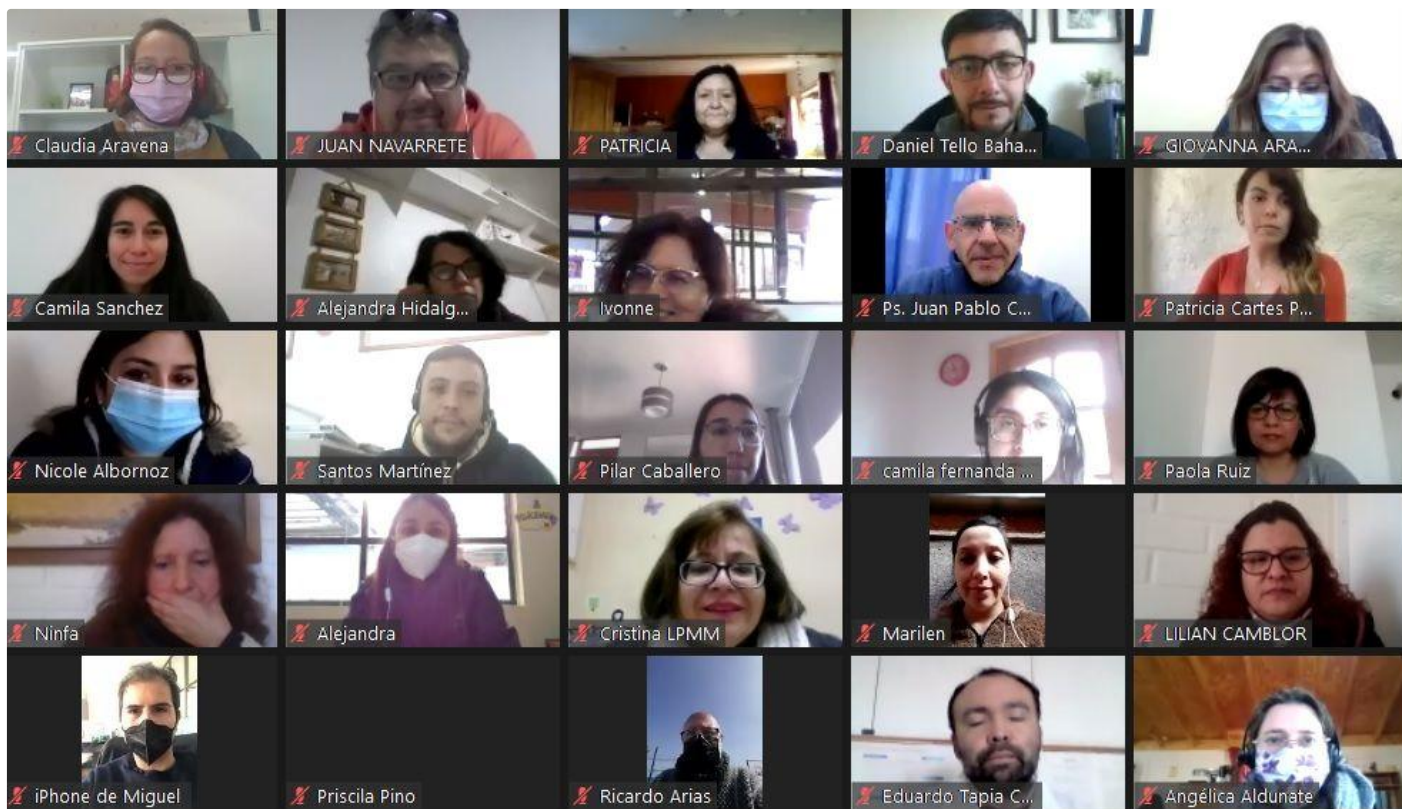 Claudia Aravena
JUAN NAVARRETE
PATRICIA
Daniel Tello Baha...
GIOVANNA ARA...
Camila Sanchez
Alejandra Hidalg...
Ivonne
Ps. Juan Pablo C...
Patricia Cartes P...
Nicole Albornoz
Santos Martínez
Pilar Caballero
camila fernanda ...
Paola Ruiz
Ninfa
Alejandra
Cristina LPMM
Marilen
LILIAN CAMBLOR
iPhone de Miguel
Priscila Pino
Ricardo Arias
Eduardo Tapia C...
Angélica Aldunate